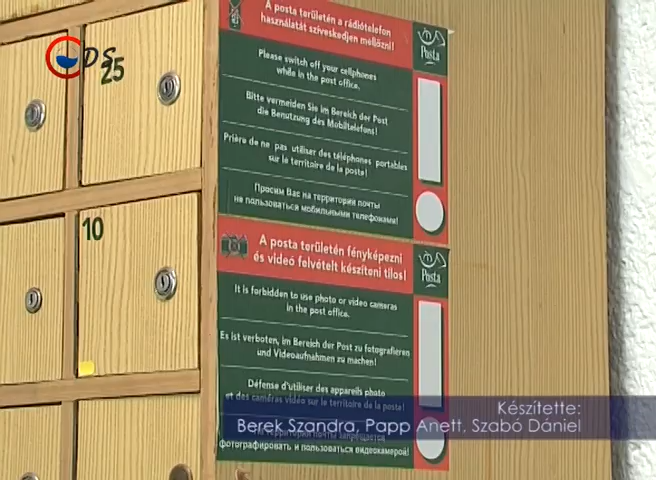 ODS
25
10
A posta területén a rádiótelefon
használatát szíveskedjen mellőzni!
Posta
Please switch off your cellphones
while in the post office.
Bitte vermeiden Sie im Bereich der Post
die Benutzung des Mobiltelefons!
Prière de ne pas utiliser des téléphones portables
sur le territoire de la poste!
Просим Вас на территории почты
не пользоваться мобильными телефонами!
A posta területén fényképezni
és videó felvételt készíteni tilos!
Posta
It is forbidden to use photo or video cameras
in the post office.
Es ist verboten, im Bereich der Post zu fotografieren
und Videoaufnahmen zu machen!
Défense d'utiliser des appareils photo
et des caméras vidéo sur le territoire de la poste!
На территории почты запрещается
фотографировать и пользоваться видеокамерой!
Készítette:
Berek Szandra, Papp Anett, Szabó Dániel